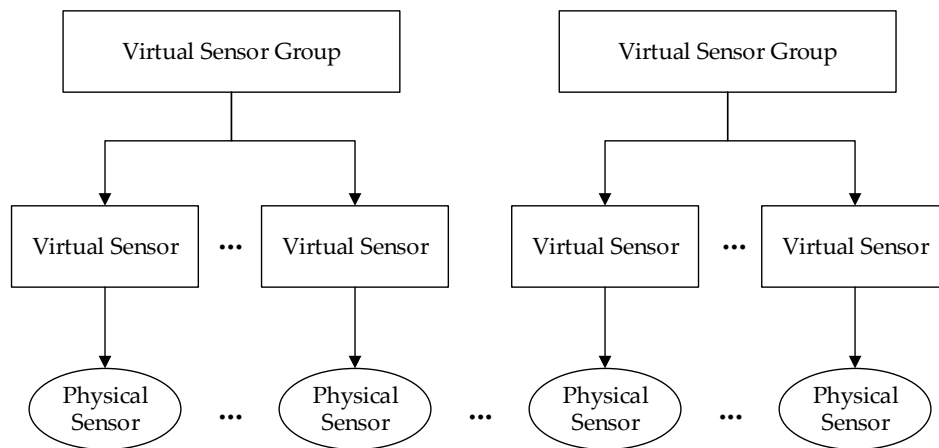 Virtual Sensor Group
Virtual Sensor Group
Virtual Sensor
...
Virtual Sensor
Virtual Sensor
...
Virtual Sensor
Physical
Sensor
...
Physical
Sensor
...
Physical
Sensor
...
Physical
Sensor